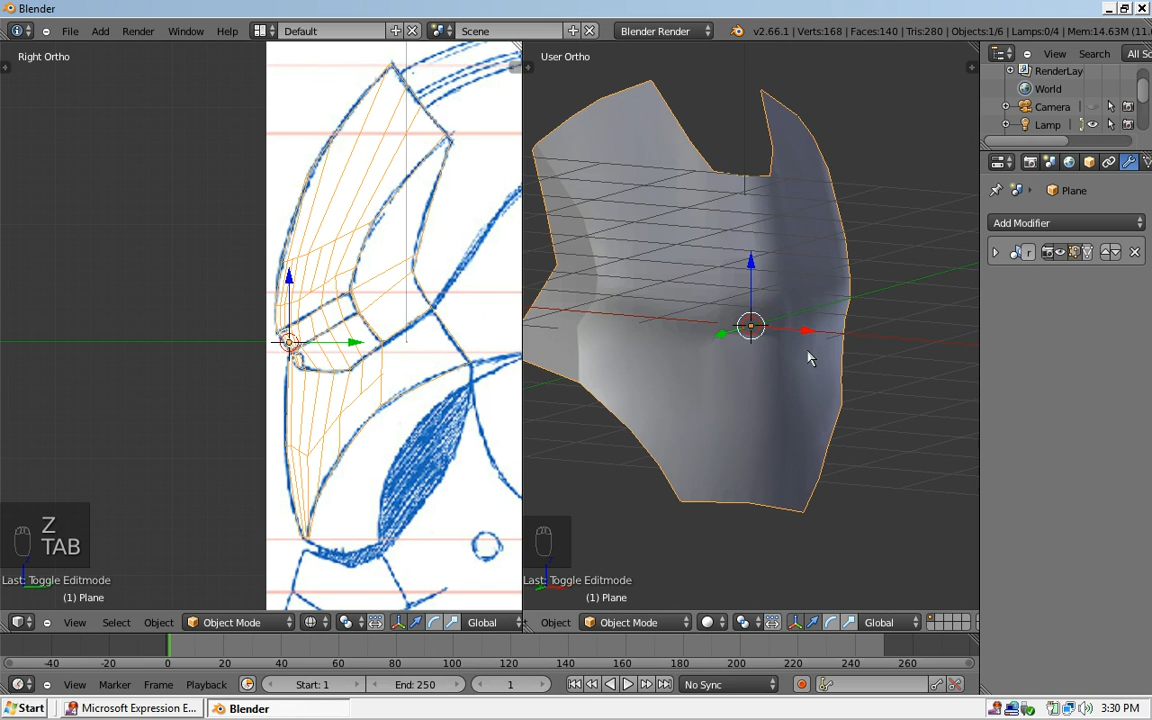 Blender
File Add Render Window Help Default Scene Blender Render v2.66.1 | Verts:168 | Faces:140 | Tris:280 | Objects:1/6 | Lamps:0/4 | Mem:14.63M (11.
Right Ortho
User Ortho
View Search All Sc
RenderLay
World
Camera
Lamp
Plane
Add Modifier
r
Z
TAB
Last: Toggle Editmode
(1) Plane
Last: Toggle Editmode
(1) Plane
View Select Object Object Mode Global
Object Object Mode Global
-40 -20 0 20 40 60 80 100 120 140 160 180 200 220 240 260
View Marker Frame Playback Start: 1 End: 250 1 No Sync
Start Microsoft Expression E... Blender 3:30 PM